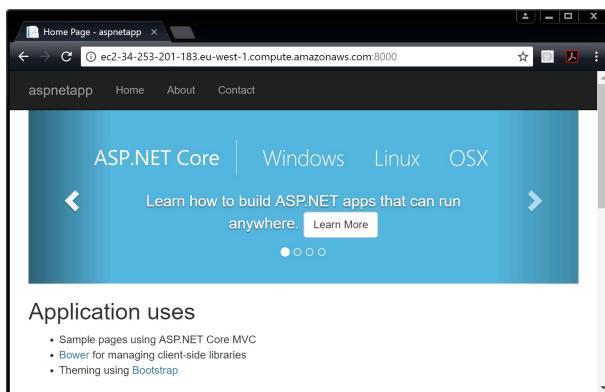 Home Page - aspnetapp
ec2-34-253-201-183.eu-west-1.compute.amazonaws.com:8000
aspnetapp Home About Contact
ASP.NET Core Windows Linux OSX
Learn how to build ASP.NET apps that can run
anywhere. Learn More
Application uses
Sample pages using ASP.NET Core MVC
Bower for managing client-side libraries
Theming using Bootstrap